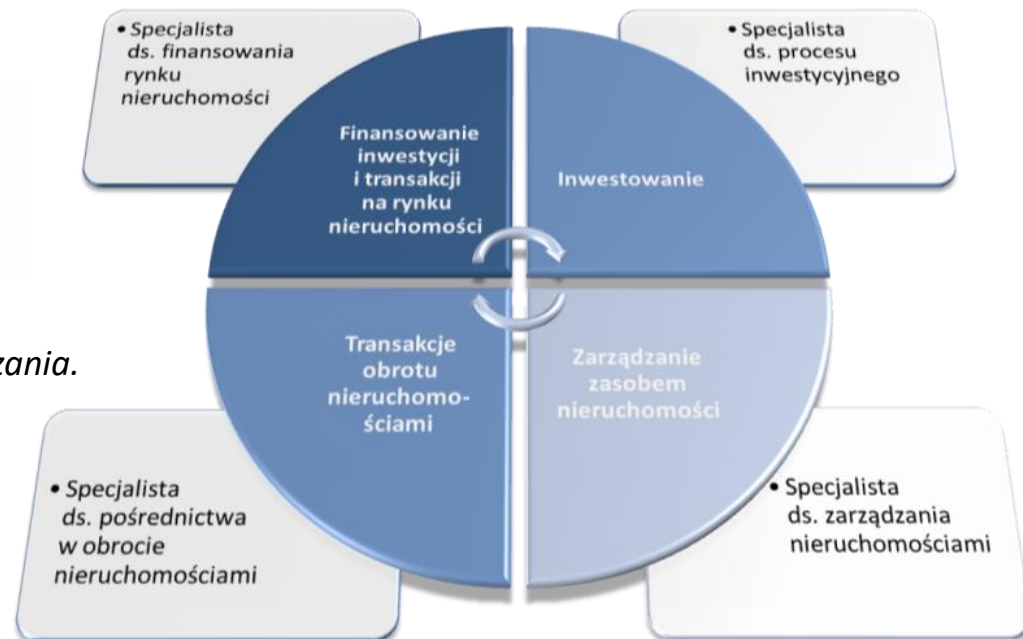 • Specjalista
ds. finansowania
rynku
nieruchomości
• Specjalista
ds. procesu
inwestycyjnego
Finansowanie
inwestycji
i transakcji
na rynku
nieruchomości
Inwestowanie
zania.
Transakcje
obrotu
nieruchomo-
ściami
Zarządzanie
zasobem
nieruchomości
• Specjalista
ds. pośrednictwa
w obrocie
nieruchomościami
• Specjalista
ds. zarządzania
nieruchomościami